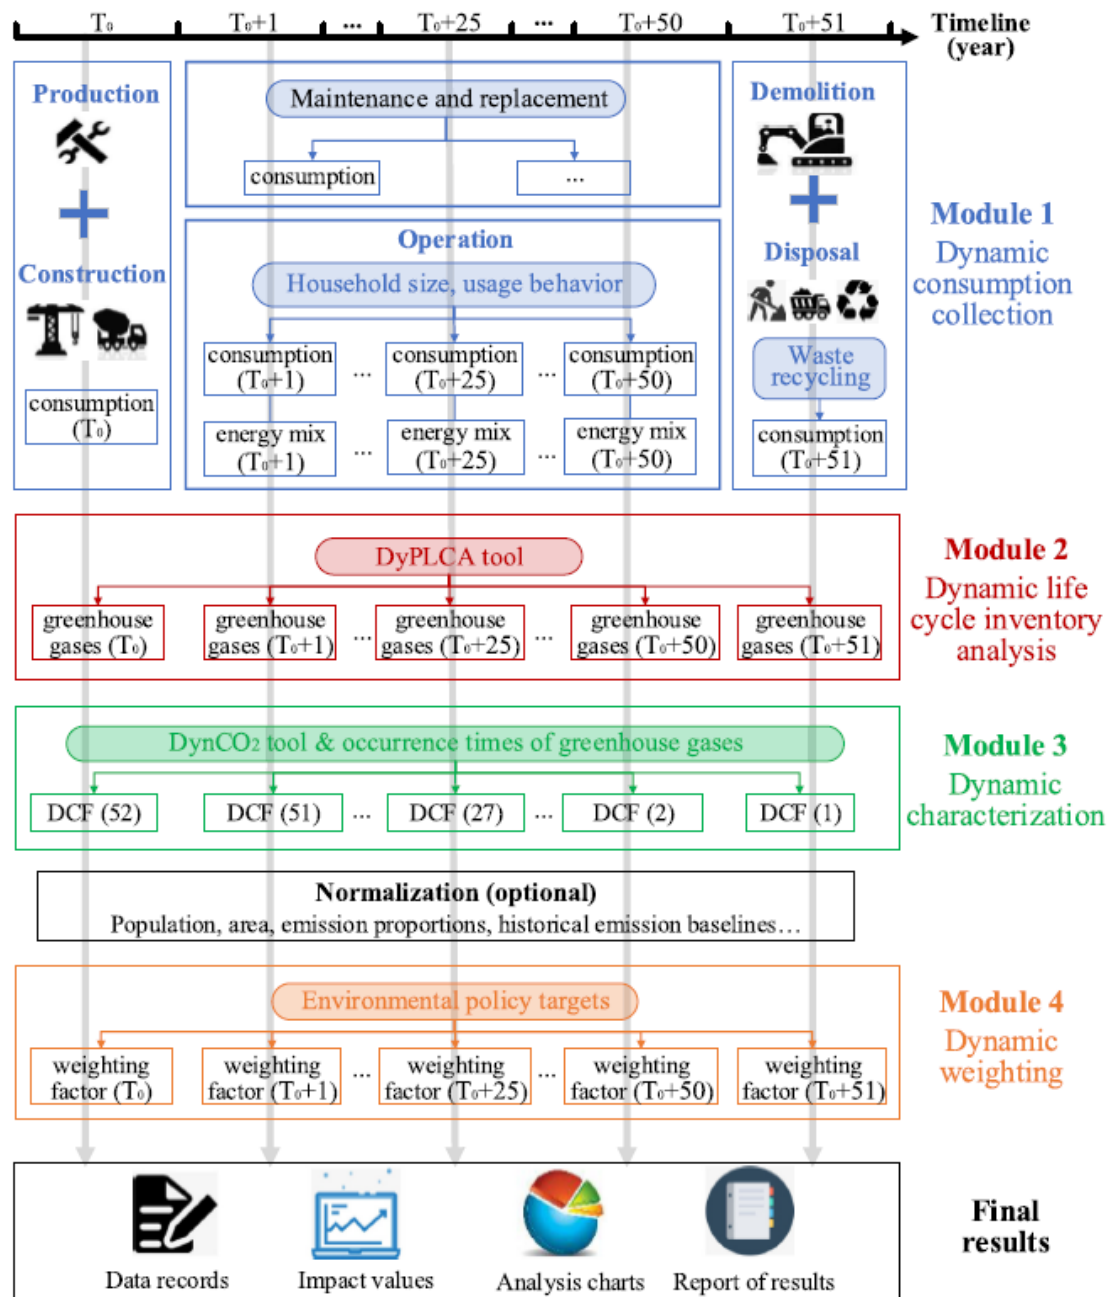 T₀ T₀+1 ... T₀+25 ... T₀+50 T₀+51 Timeline
(year)
Production
Construction
consumption
(T₀)
Maintenance and replacement
consumption ...
Operation
Household size, usage behavior
consumption ... consumption ... consumption
(T₀+1) (T₀+25) (T₀+50)
energy mix ... energy mix ... energy mix
(T₀+1) (T₀+25) (T₀+50)
Demolition
Disposal
Waste
recycling
consumption
(T₀+51)
Module 1
Dynamic
consumption
collection
DyPLCA tool
greenhouse greenhouse ... greenhouse ... greenhouse greenhouse
gases (T₀) gases (T₀+1) gases (T₀+25) gases (T₀+50) gases (T₀+51)
Module 2
Dynamic life
cycle inventory
analysis
DynCO₂ tool & occurrence times of greenhouse gases
DCF (52) DCF (51) ... DCF (27) ... DCF (2) DCF (1)
Module 3
Dynamic
characterization
Normalization (optional)
Population, area, emission proportions, historical emission baselines...
Environmental policy targets
weighting weighting ... weighting ... weighting weighting
factor (T₀) factor (T₀+1) factor (T₀+25) factor (T₀+50) factor (T₀+51)
Module 4
Dynamic
weighting
Data records Impact values Analysis charts Report of results
Final
results